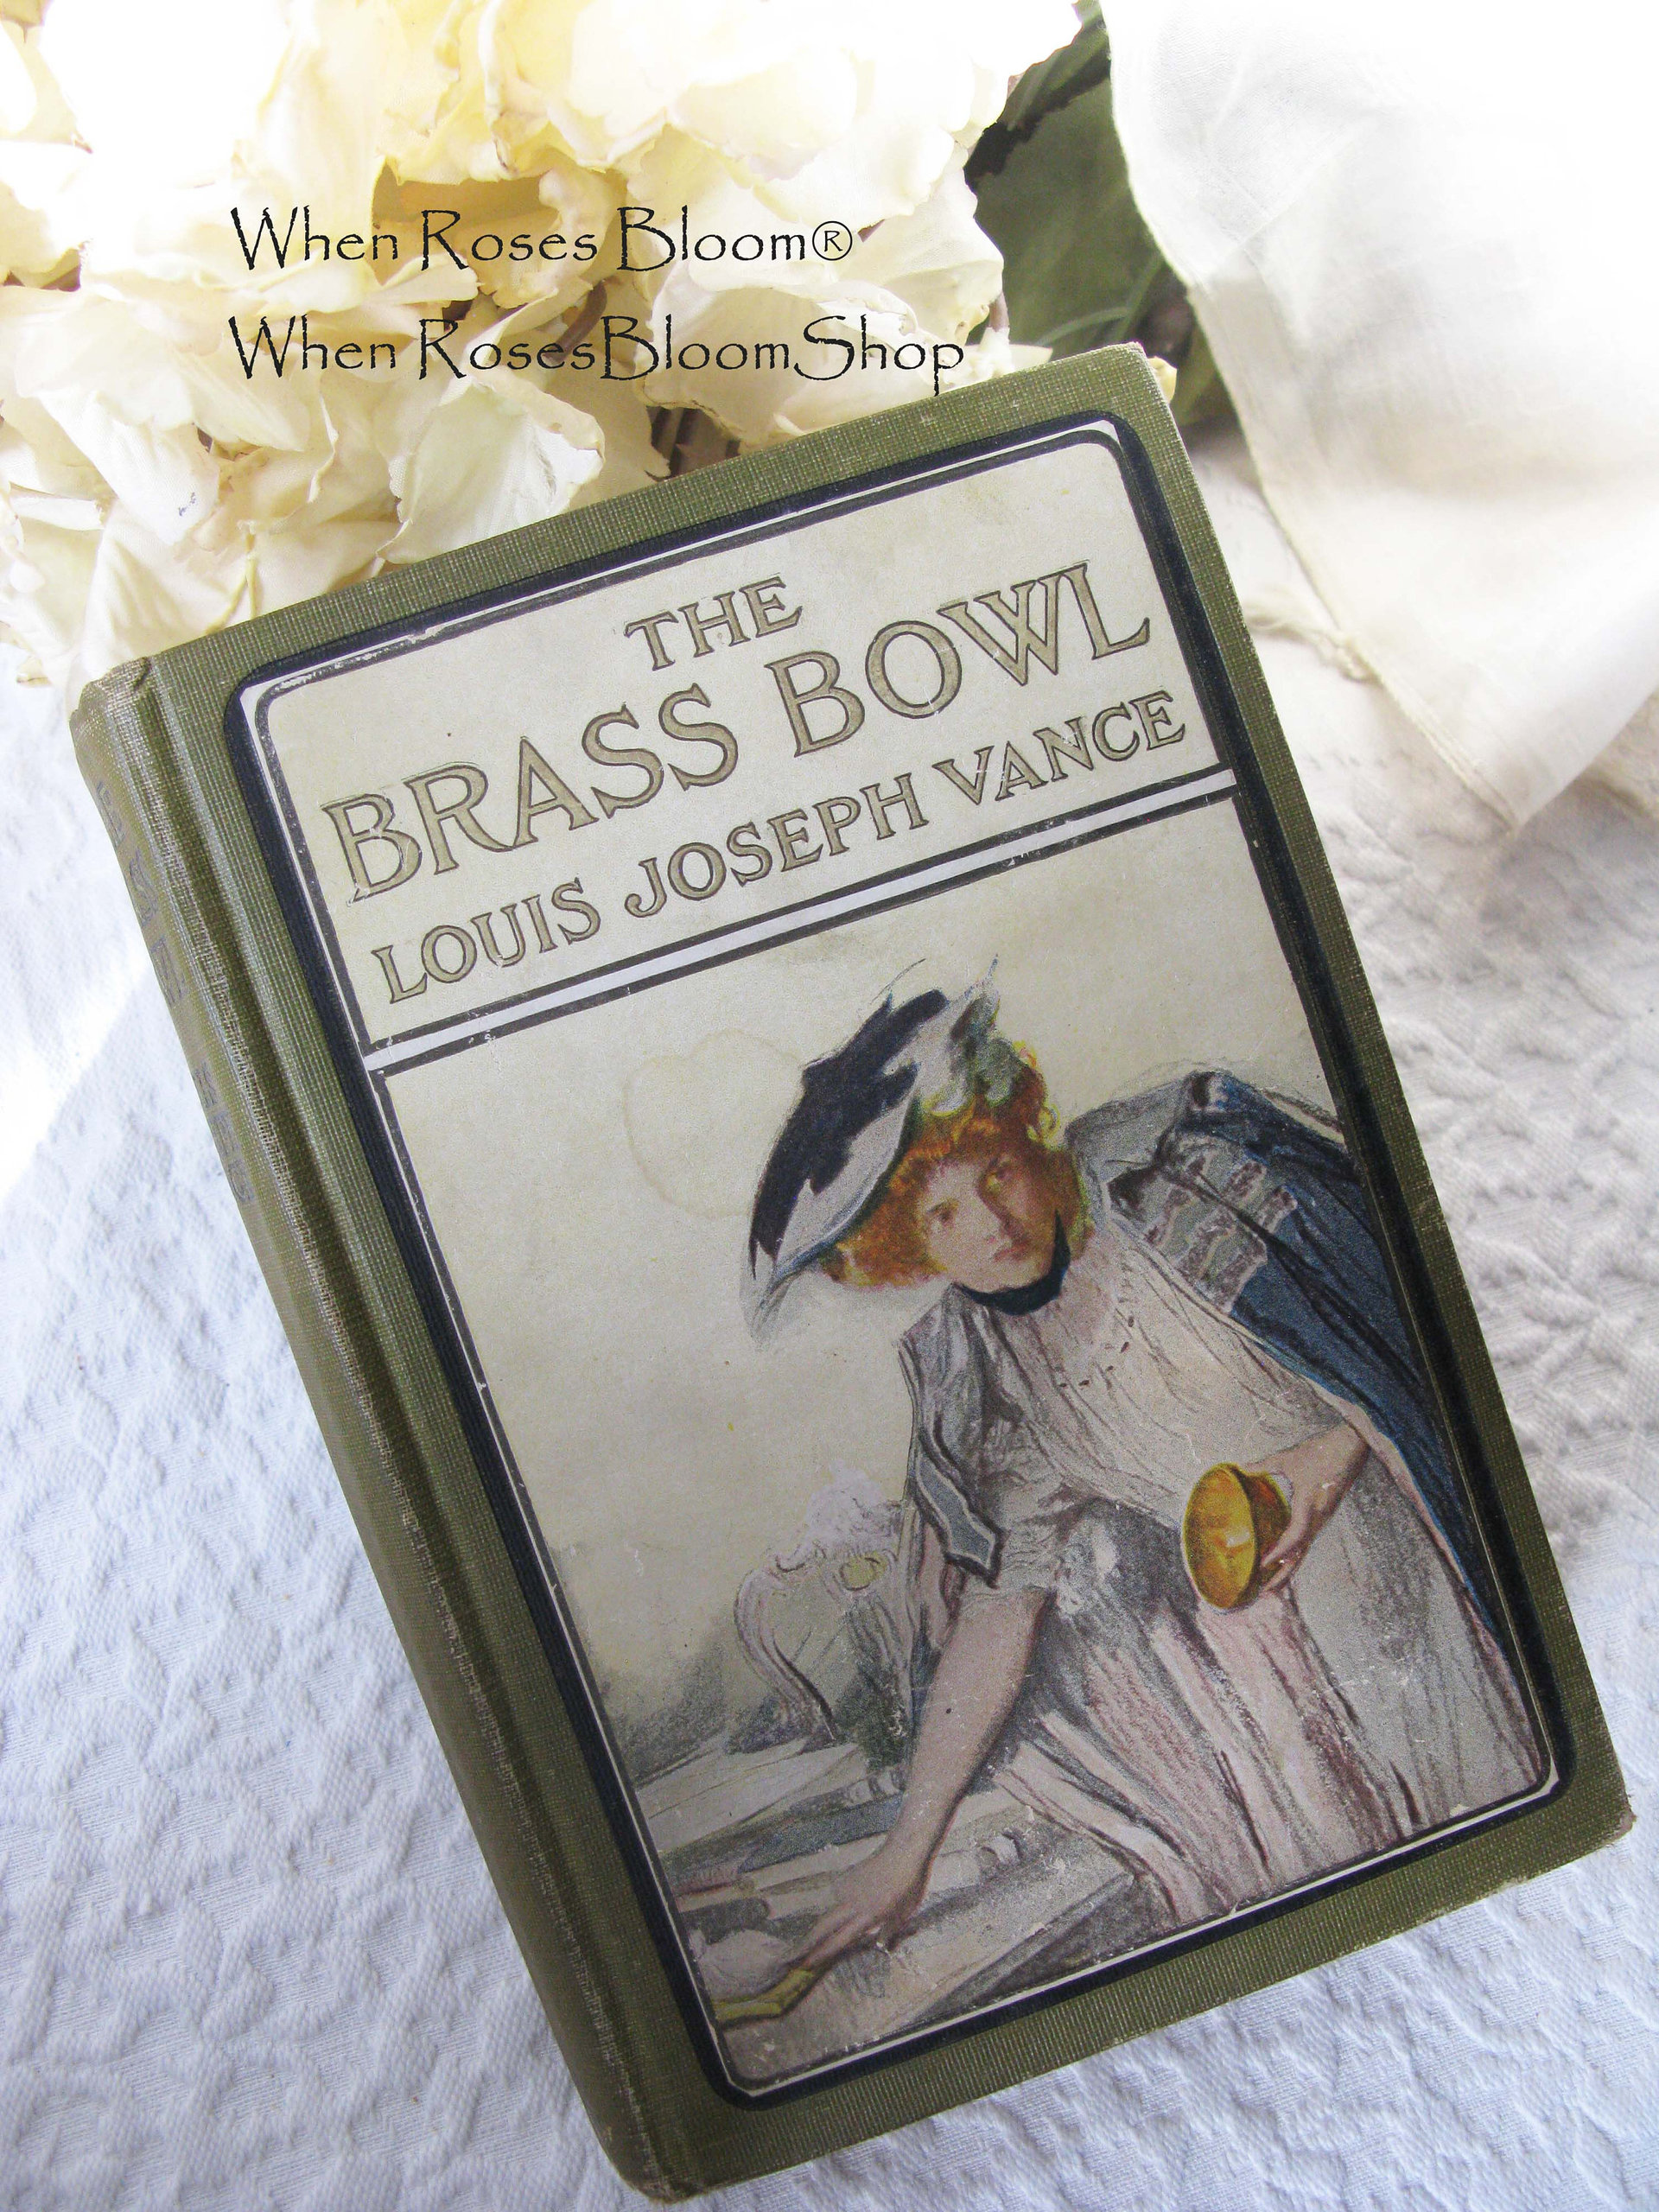 When Roses Bloom®
When RosesBloomShop
THE
BRASS BOWL
LOUIS JOSEPH VANCE